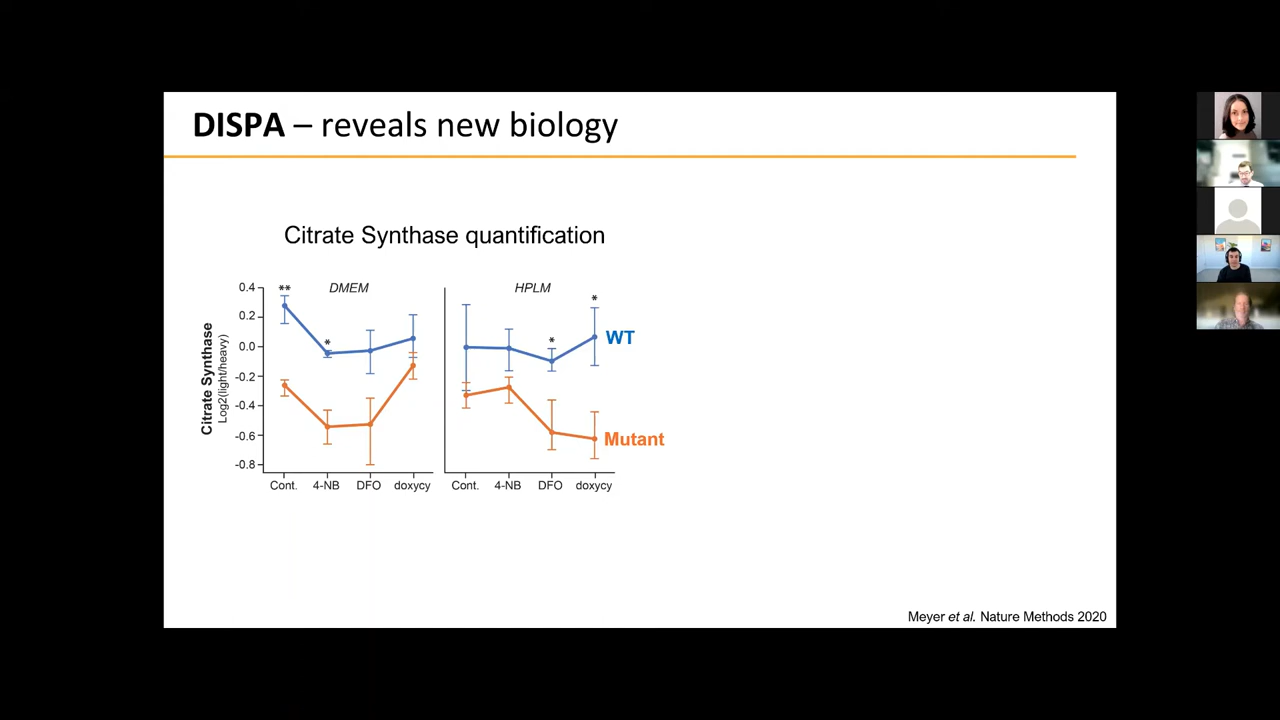 DISPA – reveals new biology
Citrate Synthase quantification
DMEM
HPLM
Citrate Synthase
Log2(light/heavy)
0.4
0.2
0.0
-0.2
-0.4
-0.6
-0.8
**
*
*
*
WT
Mutant
Cont. 4-NB DFO doxycy
Cont. 4-NB DFO doxycy
Meyer et al. Nature Methods 2020